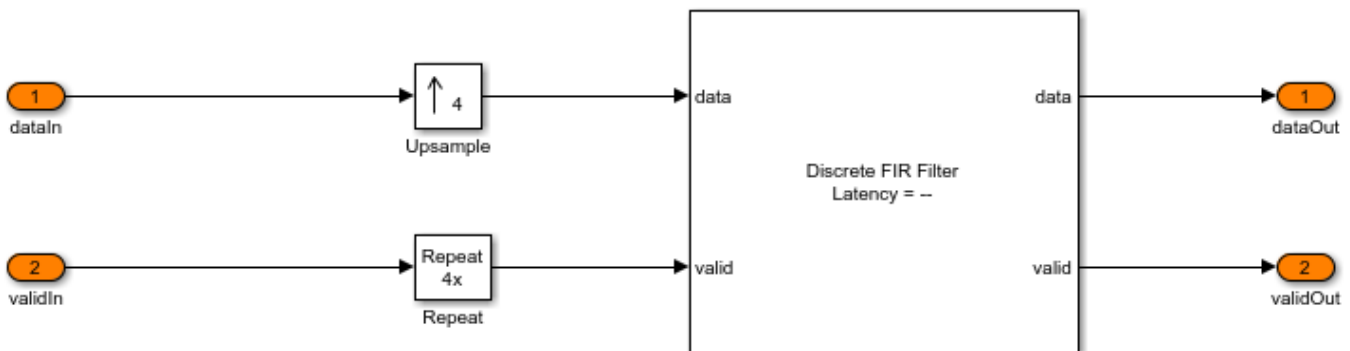 1
dataIn
4
Upsample
data
data
1
dataOut
Discrete FIR Filter
Latency = --
2
validIn
Repeat
4x
Repeat
valid
valid
2
validOut